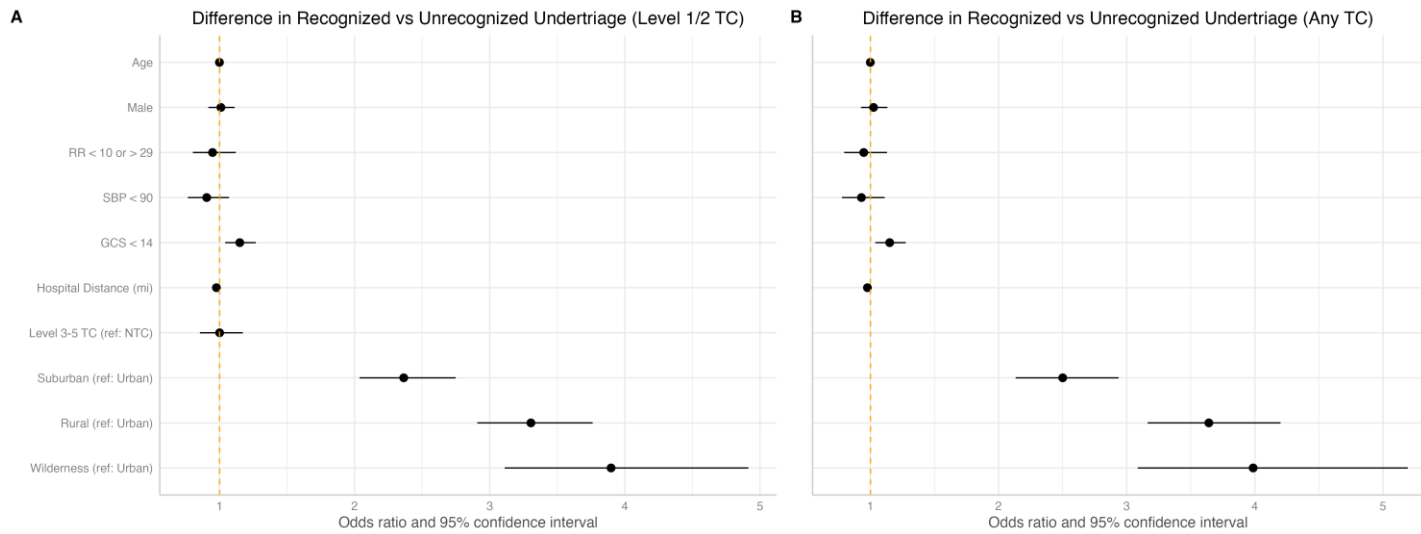 A
Difference in Recognized vs Unrecognized Undertriage (Level 1/2 TC)
Age
Male
RR < 10 or > 29
SBP < 90
GCS < 14
Hospital Distance (mi)
Level 3-5 TC (ref: NTC)
Suburban (ref: Urban)
Rural (ref: Urban)
Wilderness (ref: Urban)
1 2 3 4 5
Odds ratio and 95% confidence interval
B
Difference in Recognized vs Unrecognized Undertriage (Any TC)
1 2 3 4 5
Odds ratio and 95% confidence interval